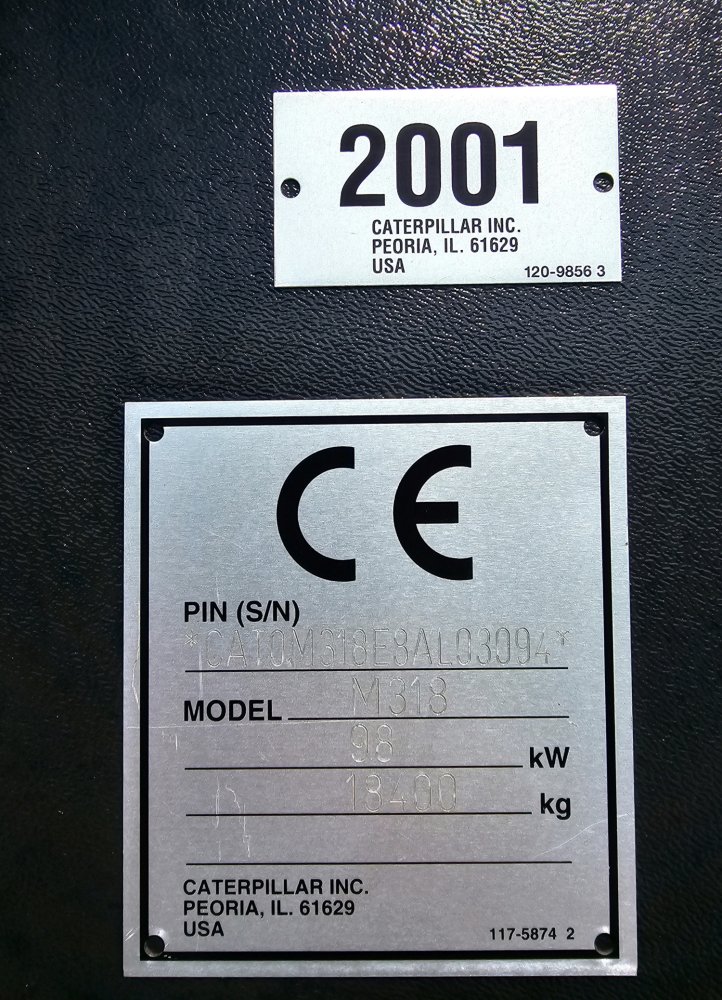 2001
CATERPILLAR INC.
PEORIA, IL. 61629
USA
120-9856 3
CE
PIN (S/N)
*CAT0M318E8AL03094*
MODEL M318
98 kW
18400 kg
CATERPILLAR INC.
PEORIA, IL. 61629
USA
117-5874 2